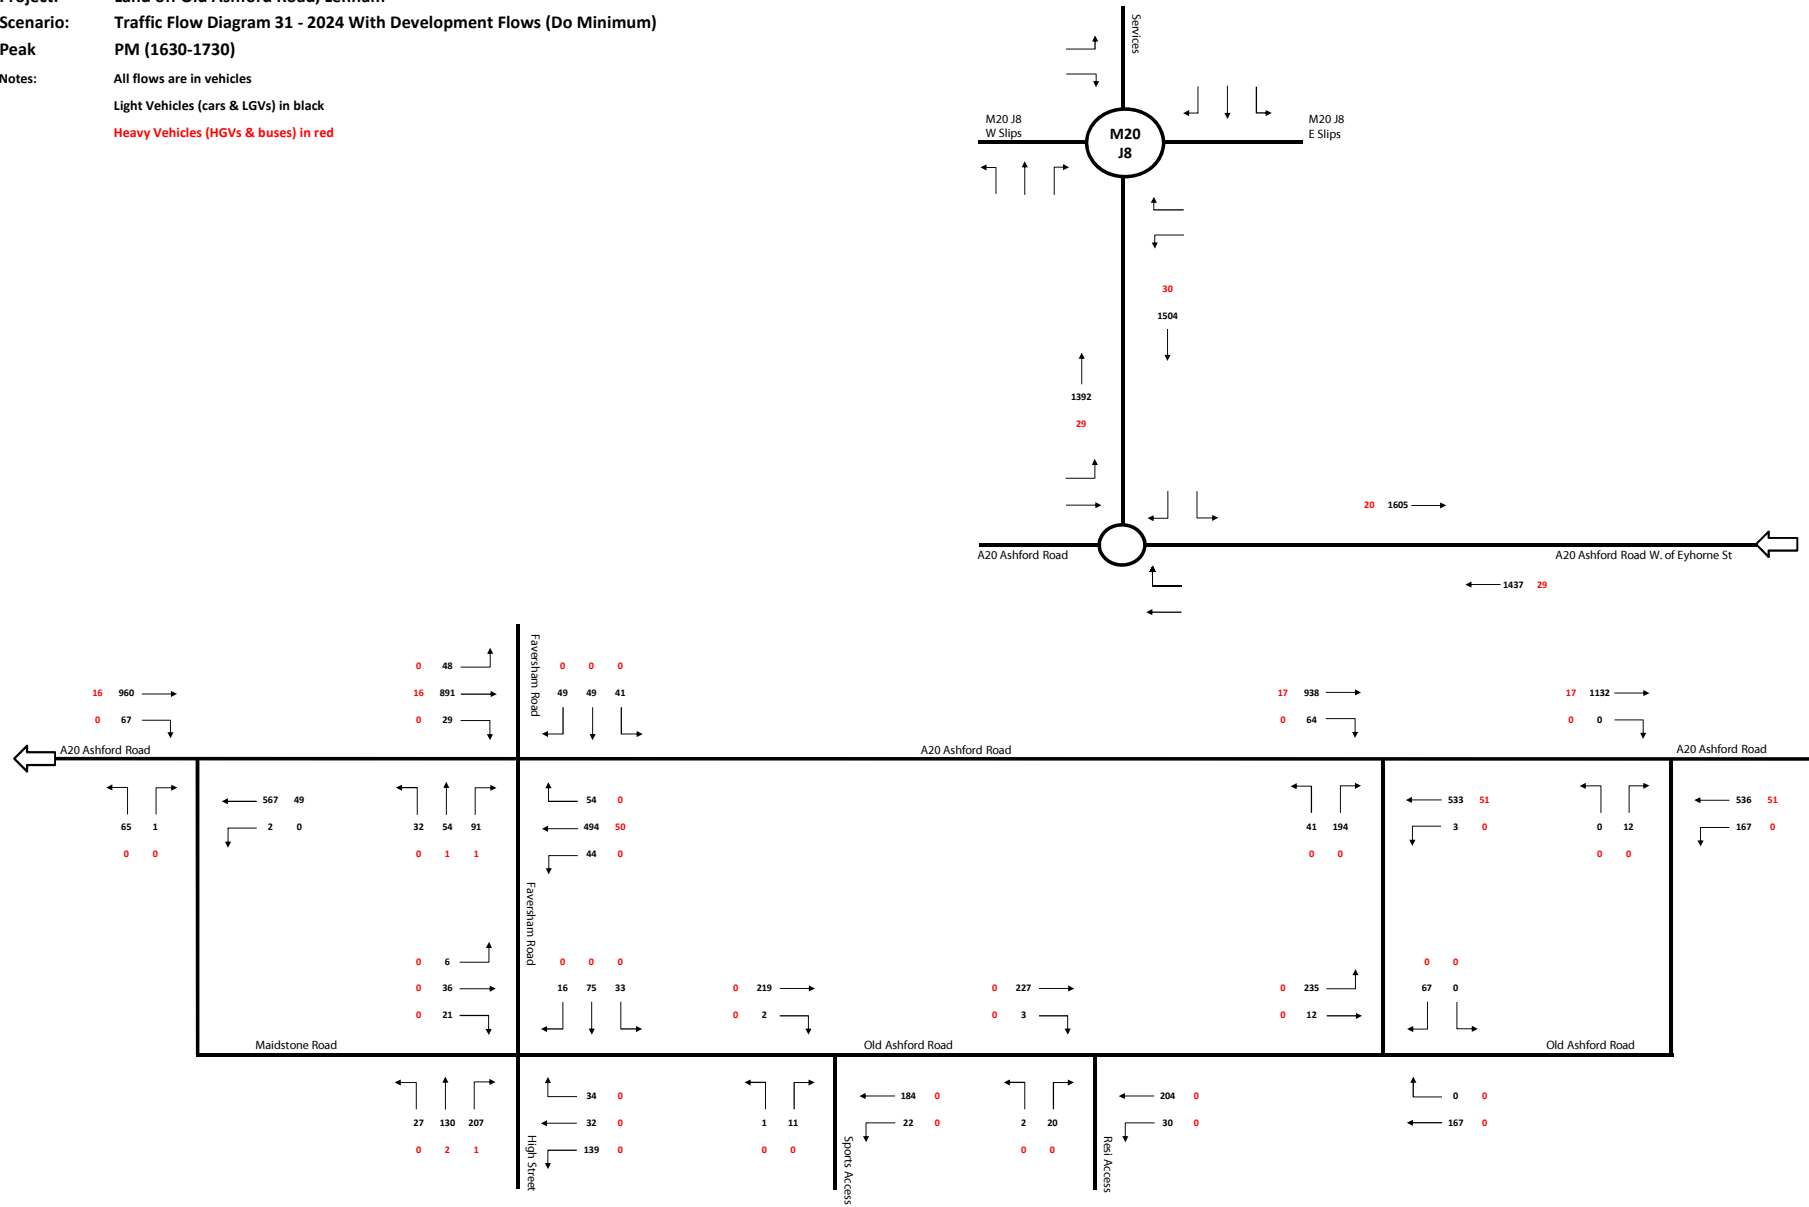 Scenario: Traffic Flow Diagram 31 - 2024 With Development Flows (Do Minimum)
Peak PM (1630-1730)
Notes: All flows are in vehicles
Light Vehicles (cars & LGVs) in black
Heavy Vehicles (HGVs & buses) in red
Services
M20 J8
W Slips
M20
J8
M20 J8
E Slips
30
1504
1392
29
20 1605
A20 Ashford Road
A20 Ashford Road W. of Eyhorne St
1437 29
Faversham Road
0 48
16 891
0 29
0 0 0
49 49 41
16 960
0 67
17 938
0 64
17 1132
0 0
A20 Ashford Road
A20 Ashford Road
A20 Ashford Road
65 1
0 0
567 49
2 0
32 54 91
0 1 1
54 0
494 50
44 0
41 194
0 0
533 51
3 0
0 12
0 0
536 51
167 0
Faversham Road
0 6
0 36
0 21
0 0 0
16 75 33
0 219
0 2
0 227
0 3
0 235
0 12
0 0
67 0
Maidstone Road
Old Ashford Road
Old Ashford Road
27 130 207
0 2 1
34 0
32 0
139 0
High Street
1 11
0 0
184 0
22 0
Sports Access
2 20
0 0
204 0
30 0
Resi Access
0 0
167 0